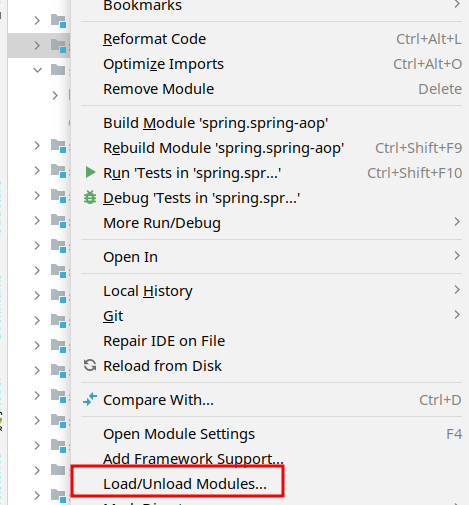 Bookmarks
Reformat Code Ctrl+Alt+L
Optimize Imports Ctrl+Alt+O
Remove Module Delete
Build Module 'spring.spring-aop'
Rebuild Module 'spring.spring-aop' Ctrl+Shift+F9
Run 'Tests in 'spring.spr...' Ctrl+Shift+F10
Debug 'Tests in 'spring.spr...'
More Run/Debug
Open In
Local History
Git
Repair IDE on File
Reload from Disk
Compare With... Ctrl+D
Open Module Settings F4
Add Framework Support...
Load/Unload Modules...